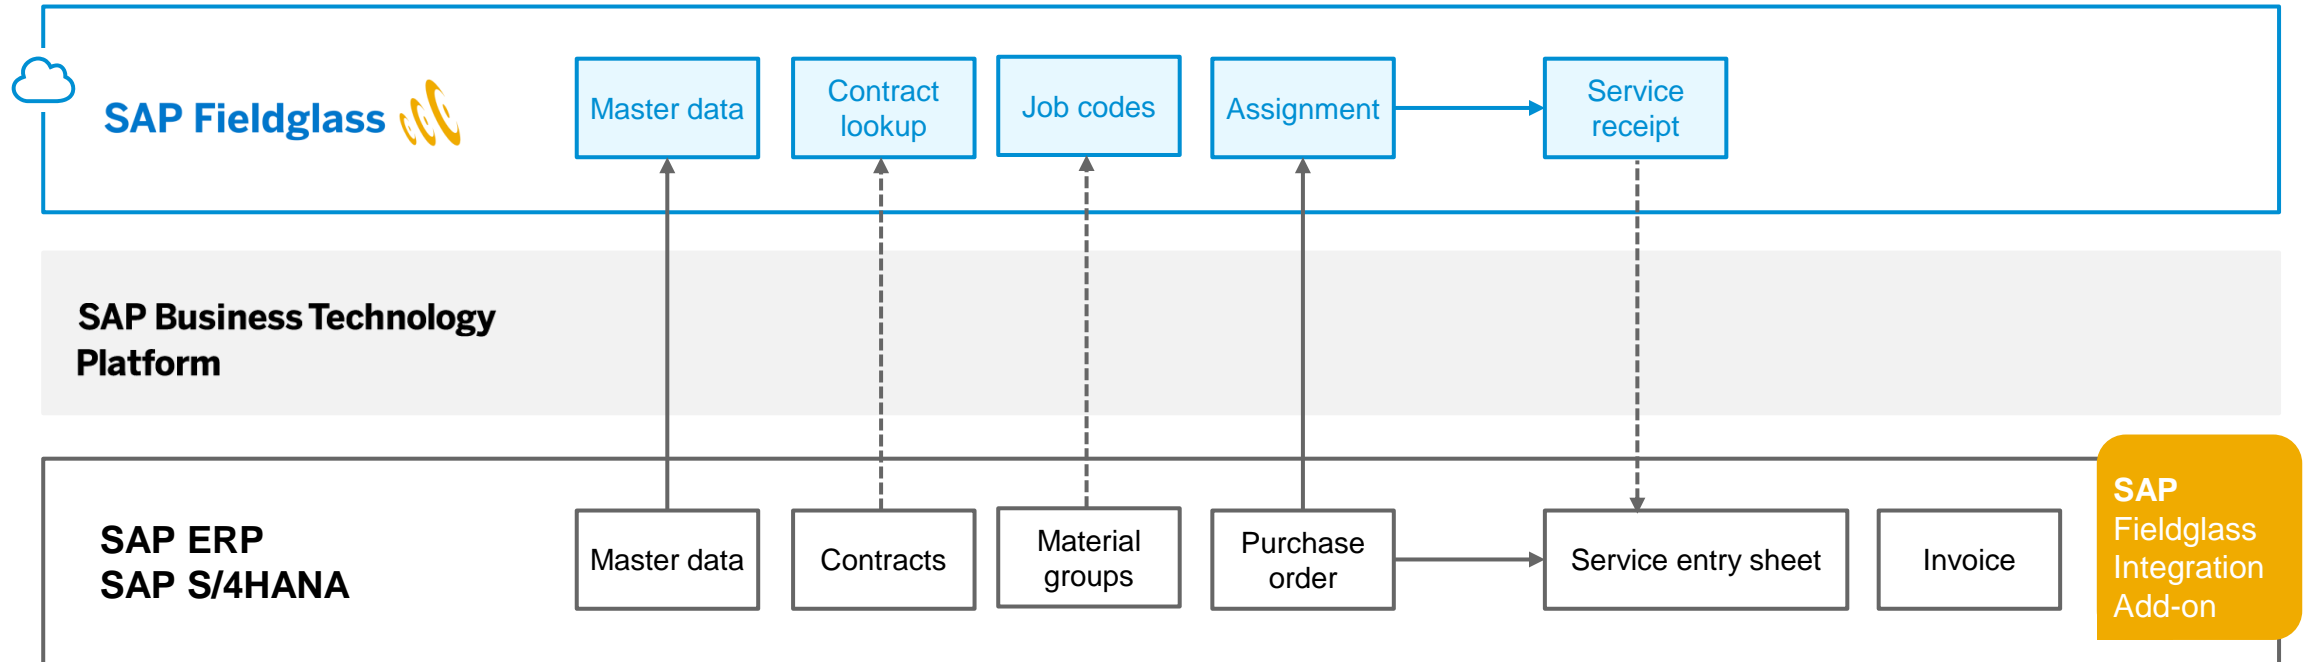 SAP Fieldglass
Master data
Contract
lookup
Job codes
Assignment
Service
receipt
SAP Business Technology
Platform
SAP ERP
SAP S/4HANA
Master data
Contracts
Material
groups
Purchase
order
Service entry sheet
Invoice
SAP
Fieldglass
Integration
Add-on